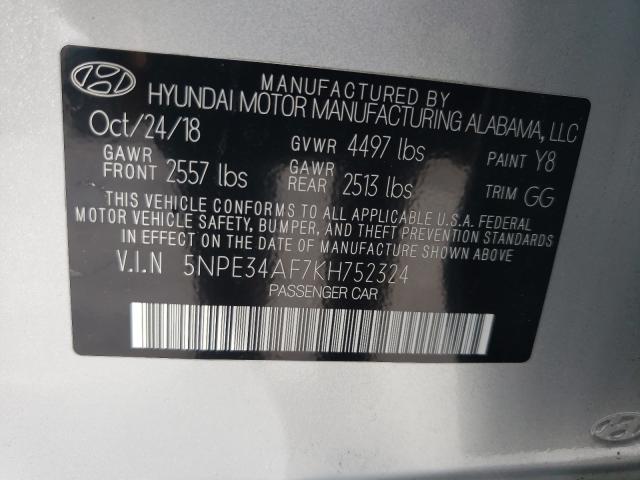 MANUFACTURED BY
HYUNDAI MOTOR MANUFACTURING ALABAMA, LLC
Oct/24/18 GVWR 4497 lbs PAINT Y8
GAWR FRONT 2557 lbs GAWR REAR 2513 lbs TRIM GG
THIS VEHICLE CONFORMS TO ALL APPLICABLE U.S.A. FEDERAL
MOTOR VEHICLE SAFETY, BUMPER, AND THEFT PREVENTION STANDARDS
IN EFFECT ON THE DATE OF MANUFACTURE SHOWN ABOVE.
V.I.N 5NPE34AF7KH752324
PASSENGER CAR